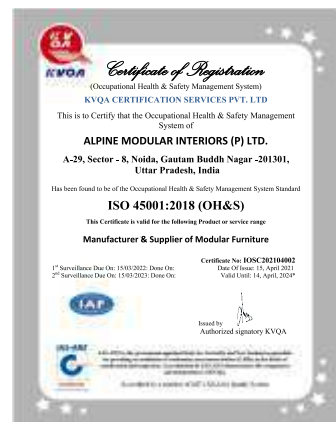 KVQA
KVQA
Certificate of Registration
(Occupational Health & Safety Management System)
KVQA CERTIFICATION SERVICES PVT. LTD
This is to Certify that the Occupational Health & Safety Management
System of
ALPINE MODULAR INTERIORS (P) LTD.
A-29, Sector - 8, Noida, Gautam Buddh Nagar -201301,
Uttar Pradesh, India
Has been found to be of the Occupational Health & Safety Management System Standard
ISO 45001:2018 (OH&S)
This Certificate is valid for the following Product or service range
Manufacturer & Supplier of Modular Furniture
Certificate No: IOSC202104002
1st Surveillance Due On: 15/03/2022: Done On:
Date Of Issue: 15, April 2021
2nd Surveillance Due On: 15/03/2023: Done On:
Valid Until: 14, April, 2024*
IAF
Issued by
Authorized signatory KVQA